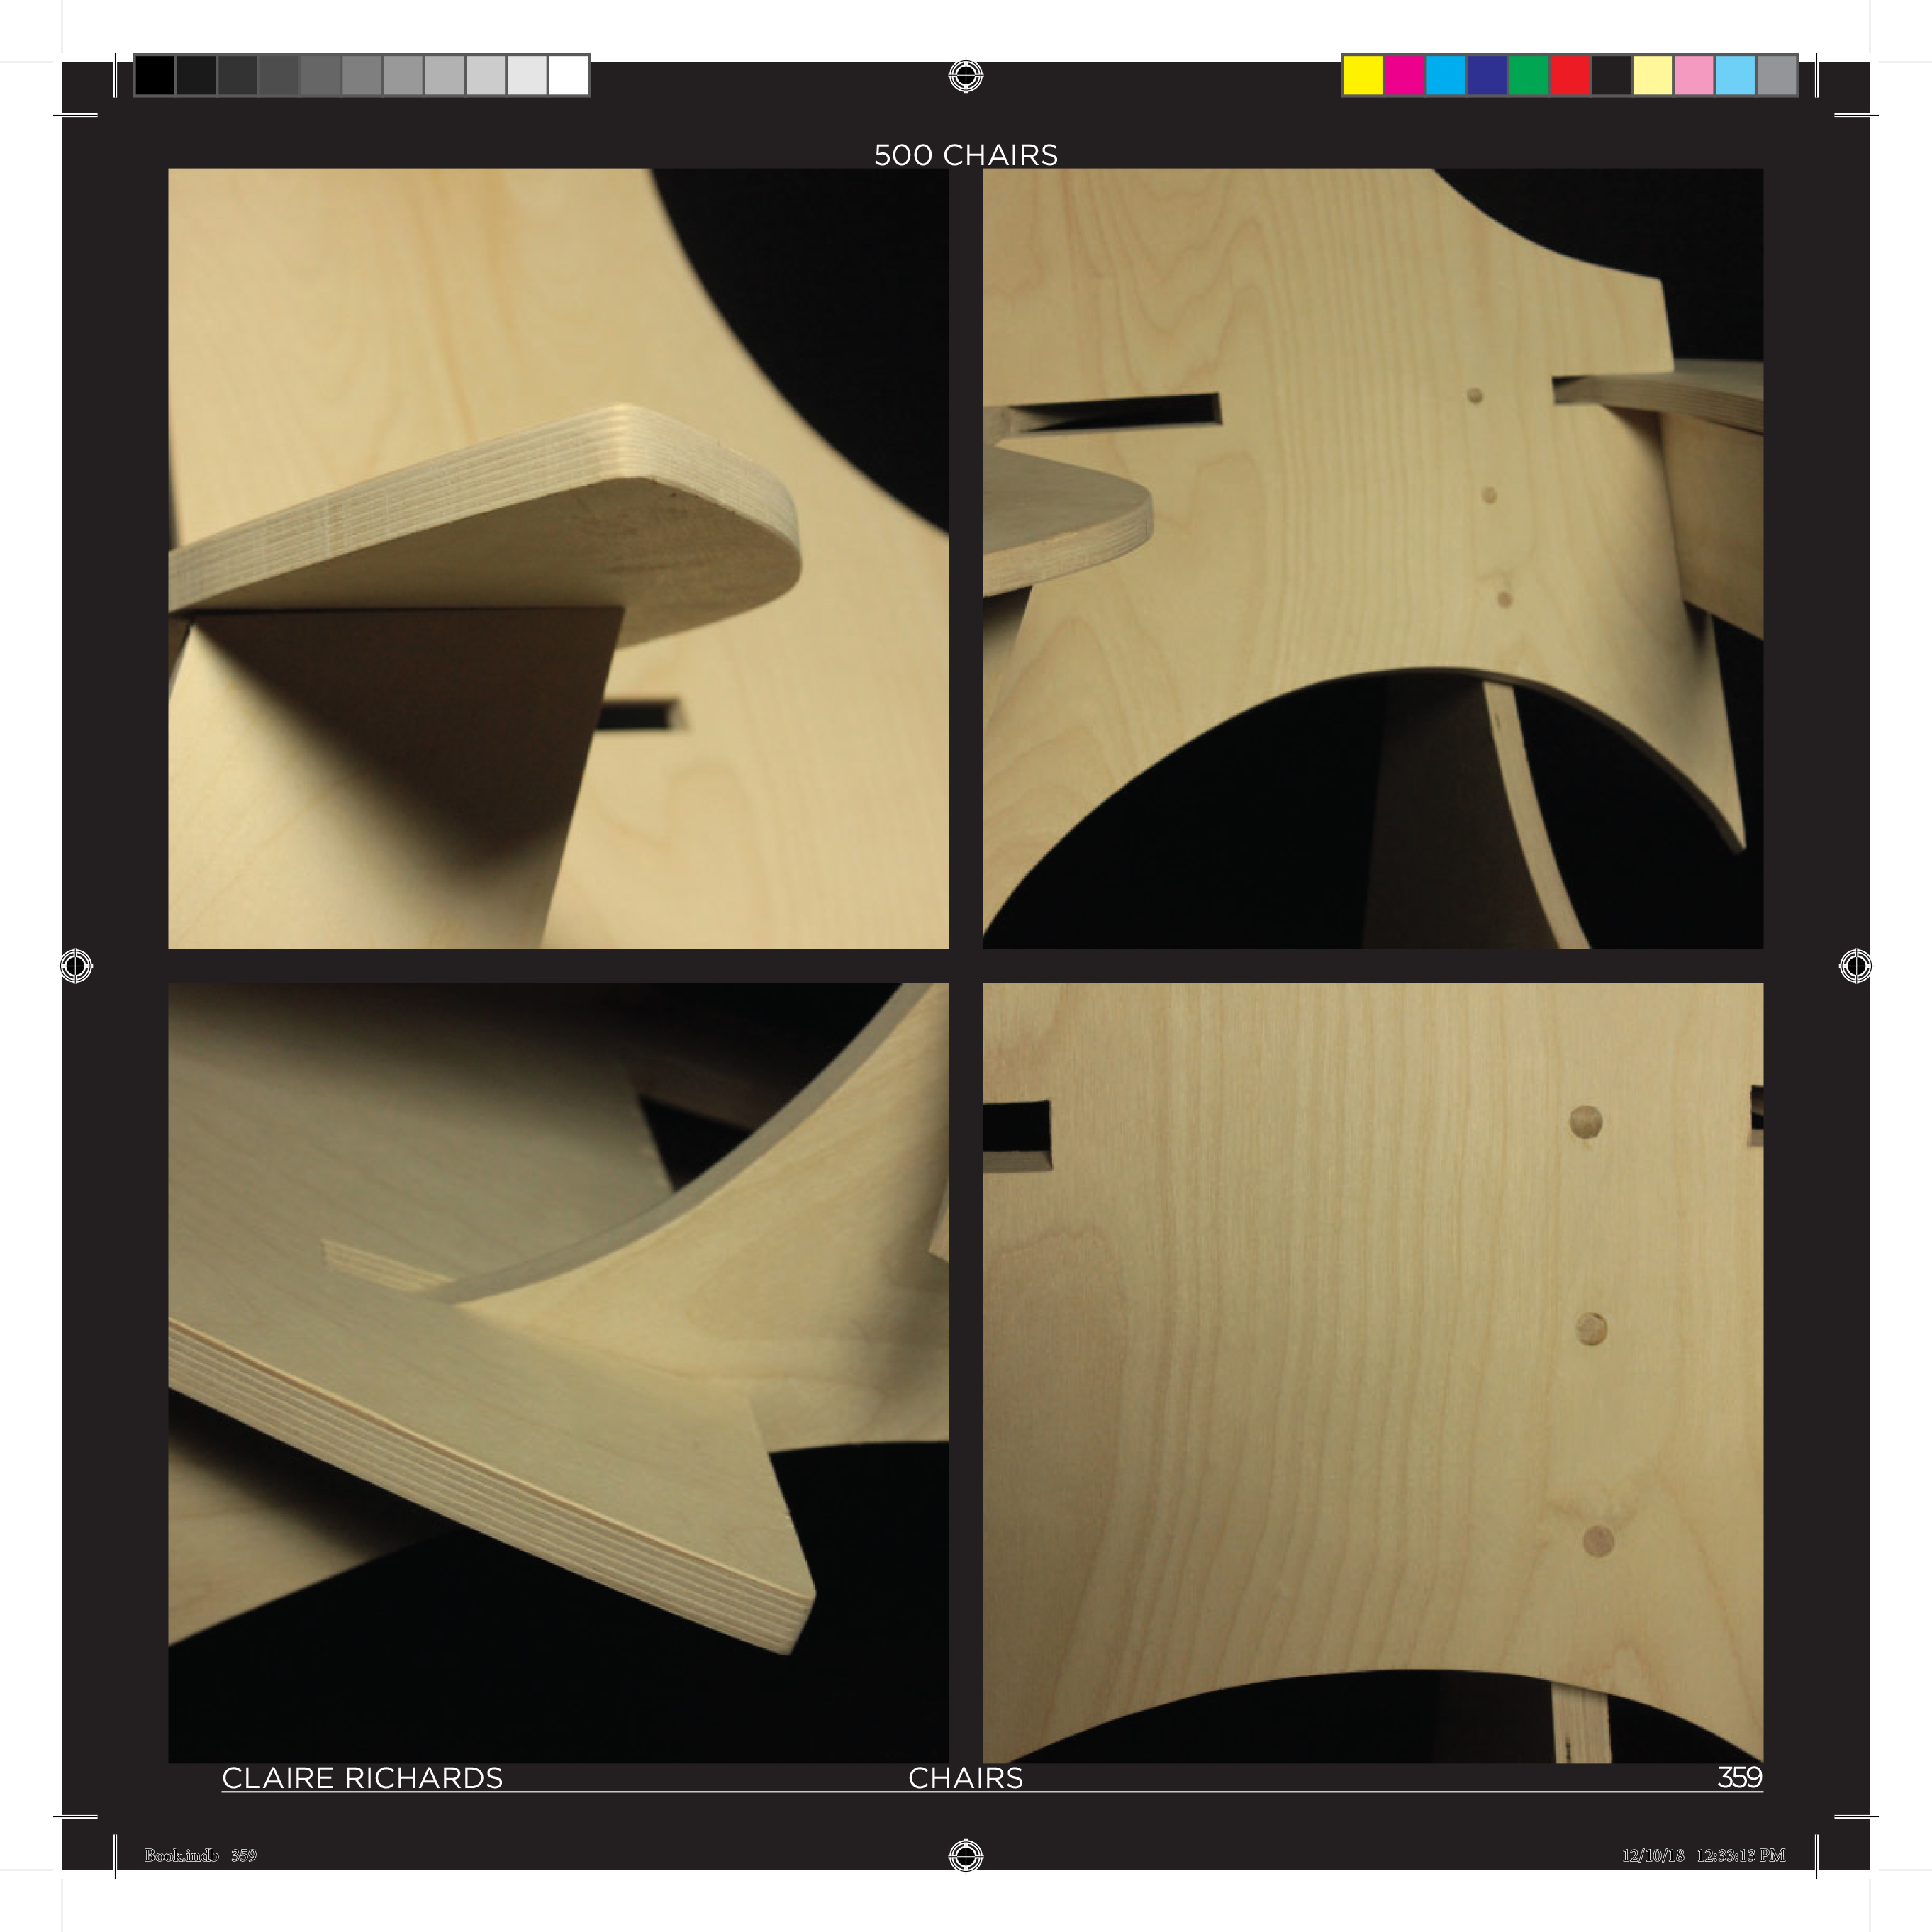 500 CHAIRS
CLAIRE RICHARDS CHAIRS 359
Book.indb 359 12/10/18 12:33:13 PM